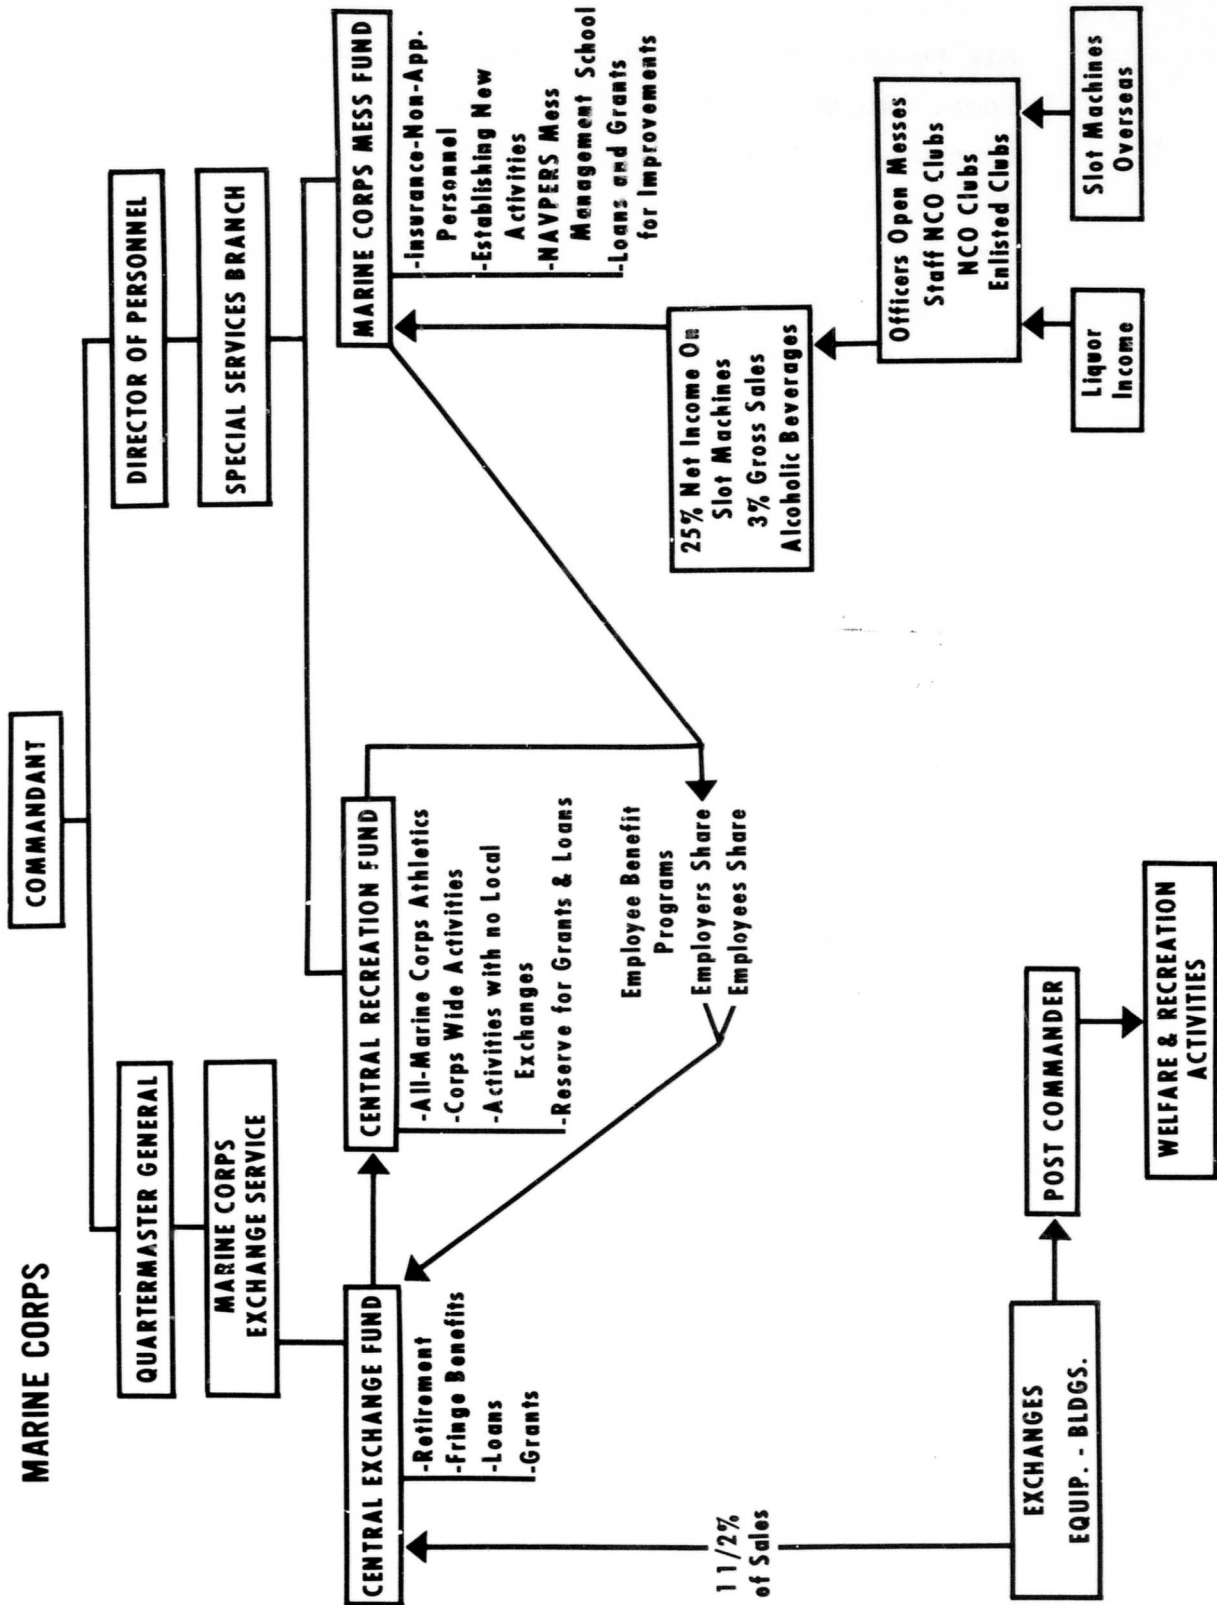 MARINE CORPS
COMMANDANT
QUARTERMASTER GENERAL
DIRECTOR OF PERSONNEL
MARINE CORPS
EXCHANGE SERVICE
SPECIAL SERVICES BRANCH
CENTRAL EXCHANGE FUND
-Retirement
-Fringe Benefits
-Loans
-Grants
CENTRAL RECREATION FUND
-All-Marine Corps Athletics
-Corps Wide Activities
-Activities with no Local
Exchanges
-Reserve for Grants & Loans
MARINE CORPS MESS FUND
-Insurance-Non-App.
Personnel
-Establishing New
Activities
-NAVPERS Mess
Management School
-Loans and Grants
for Improvements
Employee Benefit
Programs
Employers Share
Employees Share
25% Net Income On
Slot Machines
3% Gross Sales
Alcoholic Beverages
1 1/2%
of Sales
Officers Open Messes
Staff NCO Clubs
NCO Clubs
Enlisted Clubs
EXCHANGES
EQUIP. - BLDGS.
POST COMMANDER
WELFARE & RECREATION
ACTIVITIES
Liquor
Income
Slot Machines
Overseas